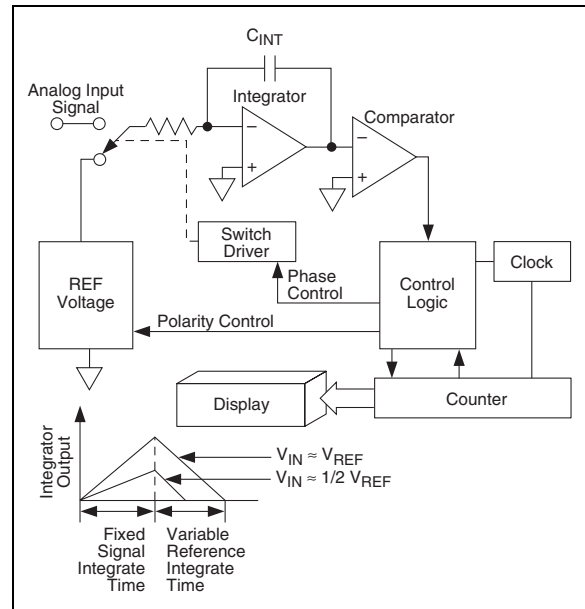 C_INT
Analog Input
Signal
Integrator
Comparator
–
+
–
+
Switch
Driver
REF
Voltage
Phase
Control
Control
Logic
Clock
Polarity Control
Display
Counter
Integrator
Output
V_IN ≈ V_REF
V_IN ≈ 1/2 V_REF
Fixed
Signal
Integrate
Time
Variable
Reference
Integrate
Time